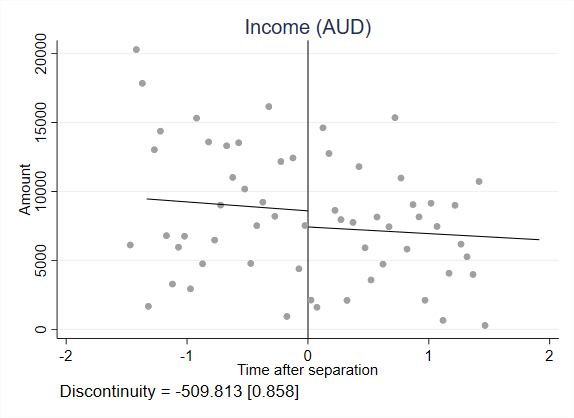 Income (AUD)
20000
15000
10000
5000
0
Amount
-2
-1
0
1
2
Time after separation
Discontinuity = -509.813 [0.858]